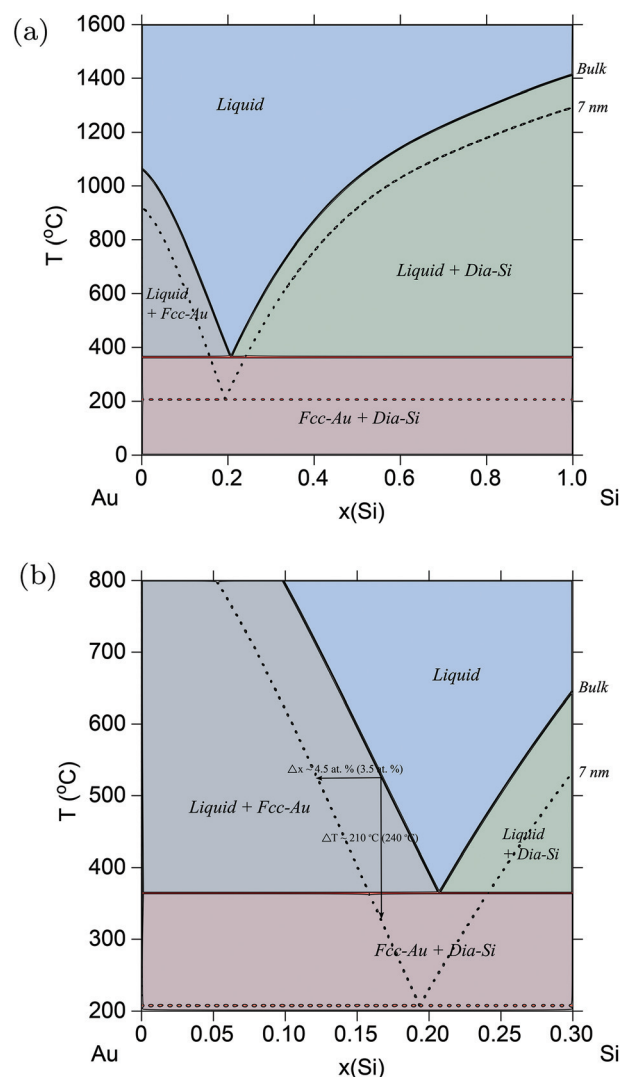 (a)
1600
1400
1200
1000
800
600
400
200
0
T (°C)
Liquid
Bulk
7 nm
Liquid
+ Fcc-Au
Liquid + Dia-Si
Fcc-Au + Dia-Si
0 0.2 0.4 0.6 0.8 1.0
Au x(Si) Si
(b)
800
700
600
500
400
300
200
T (°C)
Liquid
Bulk
7 nm
△x ~ 4.5 at. % (3.5 at. %)
Liquid + Fcc-Au
△T ~ 210 °C (240 °C)
Liquid
+ Dia-Si
Fcc-Au + Dia-Si
0 0.05 0.10 0.15 0.20 0.25 0.30
Au x(Si) Si